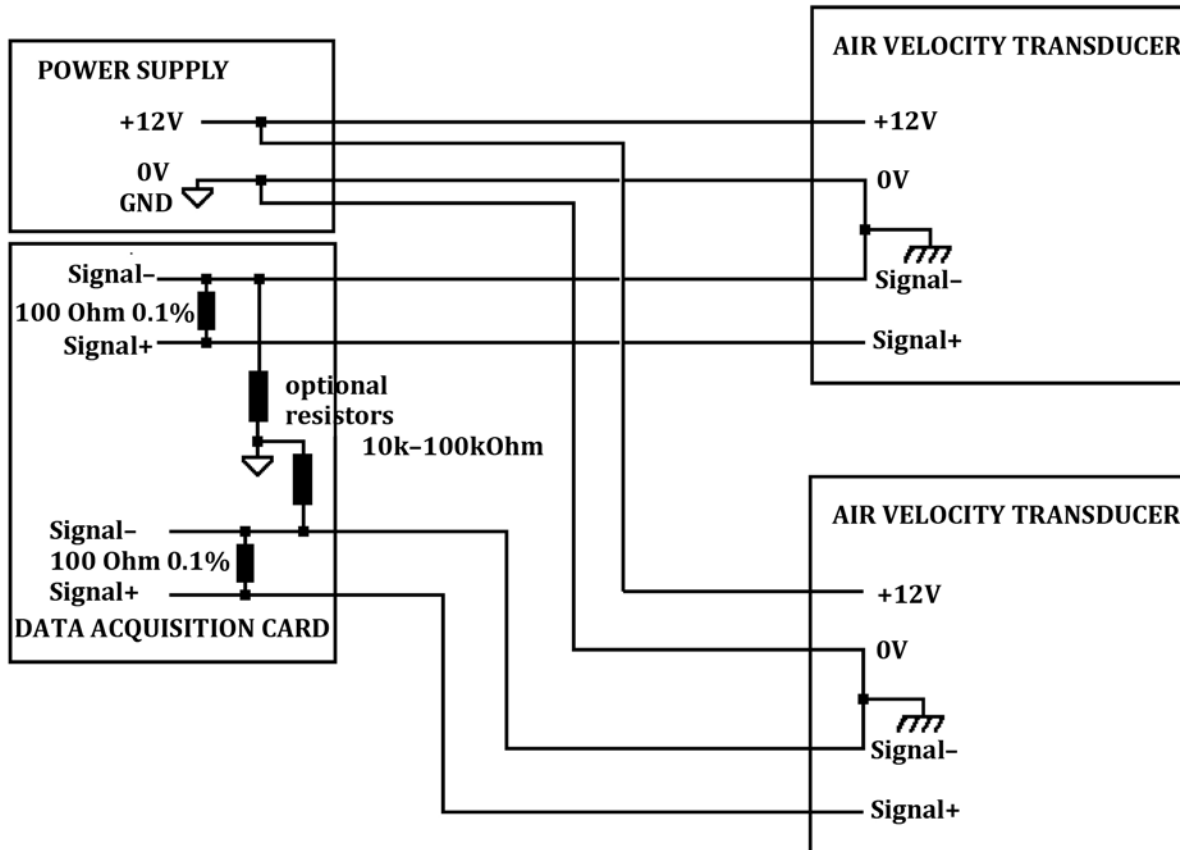 POWER SUPPLY
+12V
0V
GND
Signal–
100 Ohm 0.1%
Signal+
optional
resistors
10k–100kOhm
Signal–
100 Ohm 0.1%
Signal+
DATA ACQUISITION CARD
AIR VELOCITY TRANSDUCER
+12V
0V
Signal–
Signal+
AIR VELOCITY TRANSDUCER
+12V
0V
Signal–
Signal+